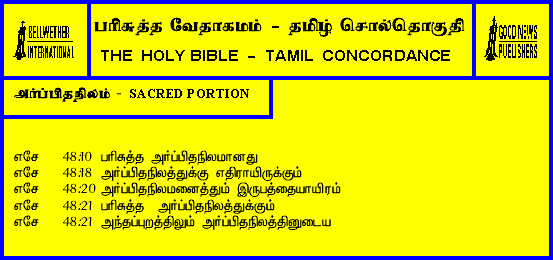 BELLWETHER
INTERNATIONAL
பரிசுத்த வேதாகமம் - தமிழ் சொல்தொகுதி
THE HOLY BIBLE - TAMIL CONCORDANCE
GOOD NEWS
PUBLISHERS
அர்ப்பிதநிலம் - SACRED PORTION
எசே 48:10 பரிசுத்த அர்ப்பிதநிலமானது
எசே 48:18 அர்ப்பிதநிலத்துக்கு எதிராயிருக்கும்
எசே 48:20 அர்ப்பிதநிலமனைத்தும் இருபத்தையாயிரம்
எசே 48:21 பரிசுத்த அர்ப்பிதநிலத்துக்கும்
எசே 48:21 அந்தப்புறத்திலும் அர்ப்பிதநிலத்தினுடைய